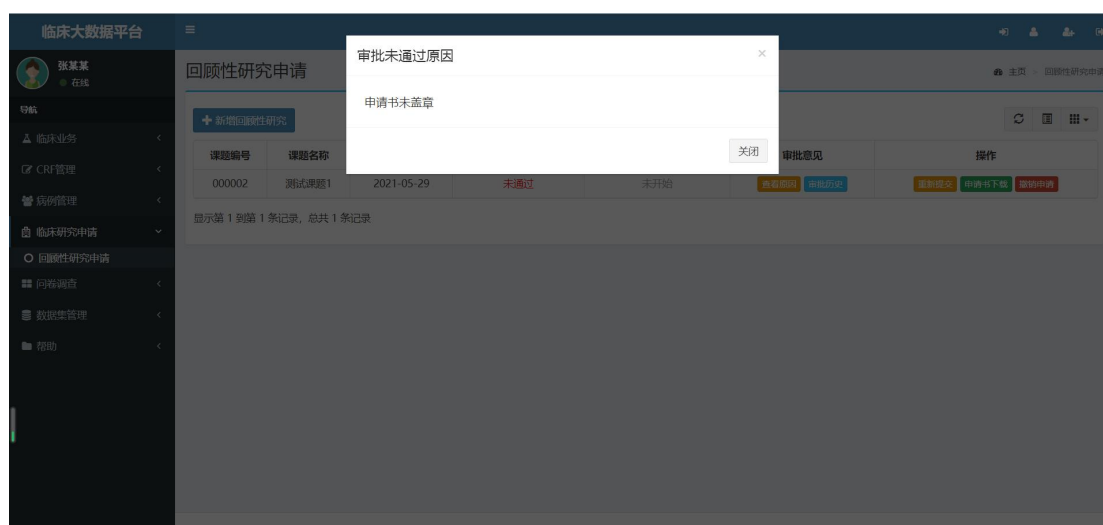 临床大数据平台
张某某
在线
导航
临床业务
CRF管理
病例管理
临床研究申请
回顾性研究申请
问卷调查
数据集管理
帮助
回顾性研究申请
主页 > 回顾性研究申请
审批未通过原因 ×
申请书未盖章
关闭
新增回顾性研究
课题编号 课题名称 审批意见 操作
000002 测试课题1 2021-05-29 未通过 未开始 查看原因 审批历史 重新提交 申请书下载 撤销申请
显示第 1 到第 1 条记录，总共 1 条记录